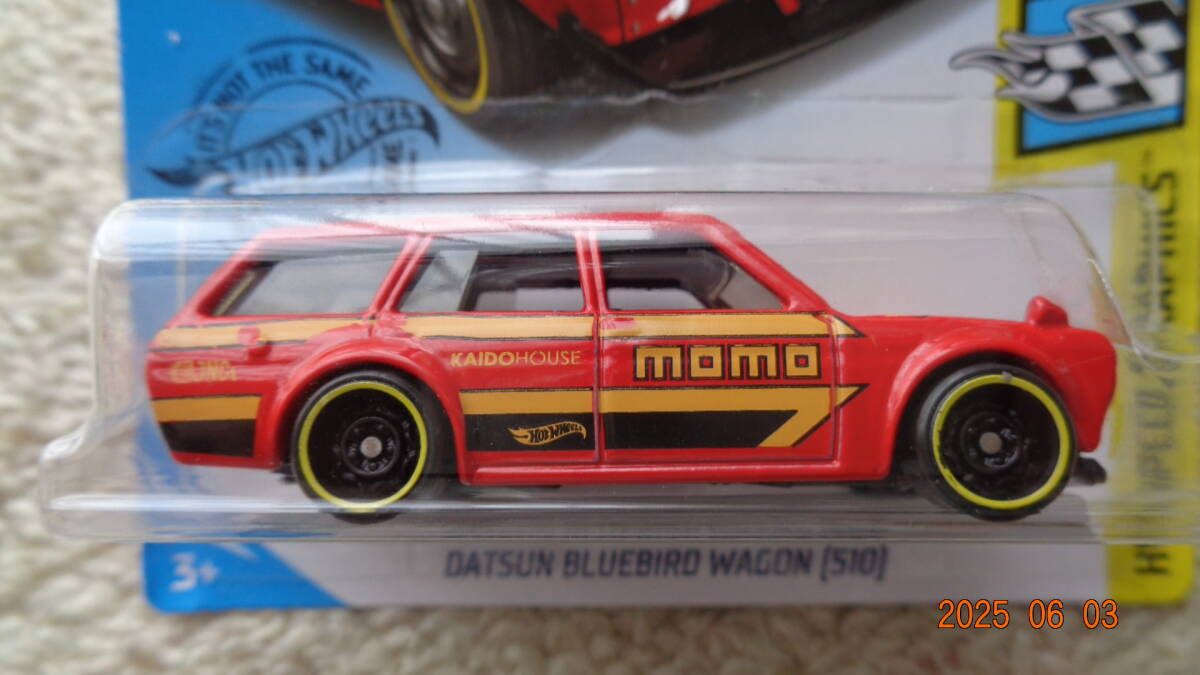 IT'S NOT THE SAME
HOT WHEELS
KAIDOHOUSE
momo
HOT WHEELS
3+
DATSUN BLUEBIRD WAGON (510)
2025 06 03